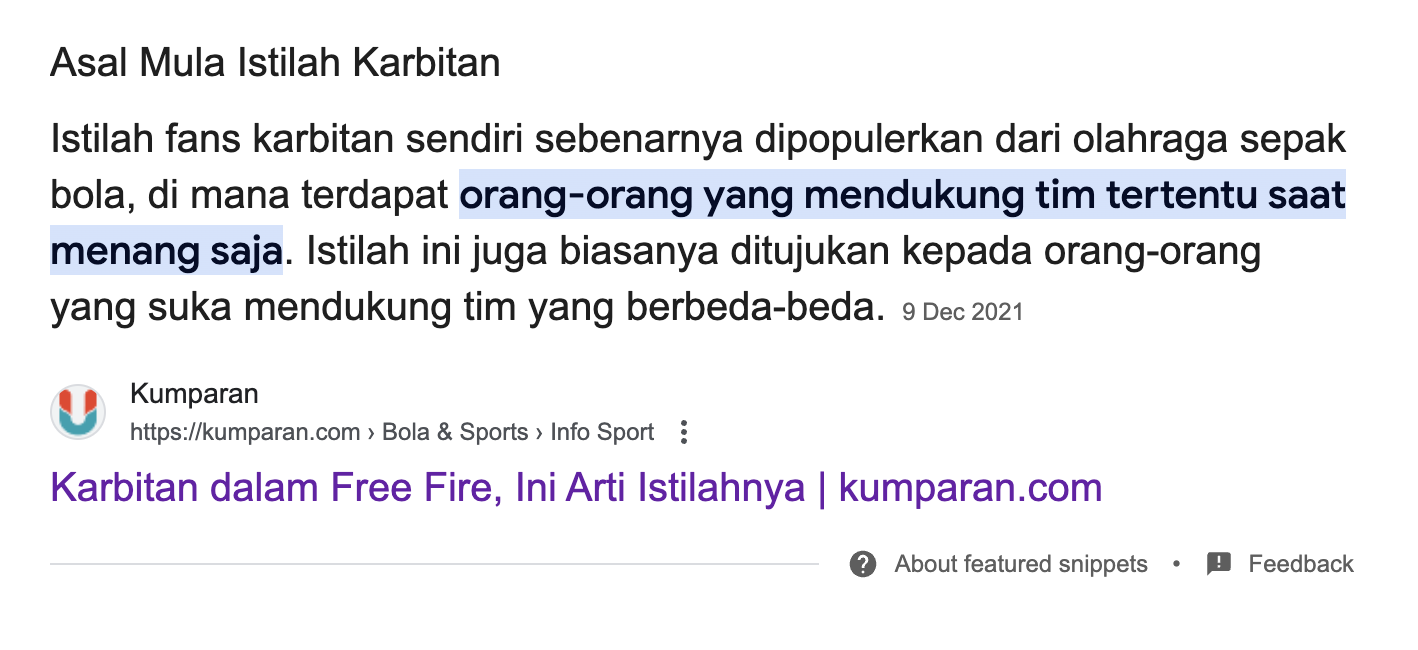 Asal Mula Istilah Karbitan
Istilah fans karbitan sendiri sebenarnya dipopulerkan dari olahraga sepak
bola, di mana terdapat orang-orang yang mendukung tim tertentu saat
menang saja. Istilah ini juga biasanya ditujukan kepada orang-orang
yang suka mendukung tim yang berbeda-beda. 9 Dec 2021
Kumparan
https://kumparan.com › Bola & Sports › Info Sport
Karbitan dalam Free Fire, Ini Arti Istilahnya | kumparan.com
About featured snippets • Feedback